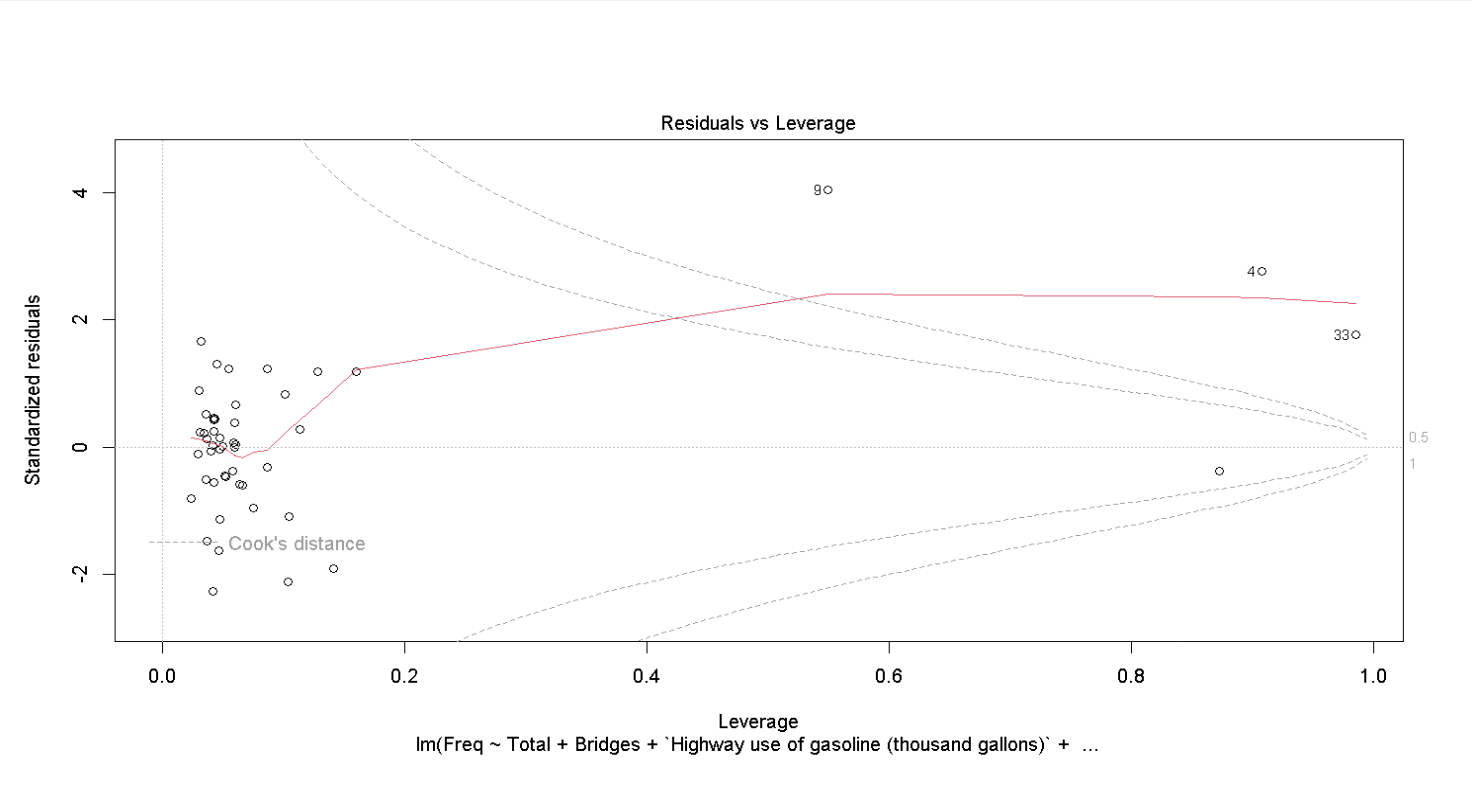 Residuals vs Leverage
Standardized residuals
4
2
0
-2
9
4
33
0.5
1
Cook's distance
0.0 0.2 0.4 0.6 0.8 1.0
Leverage
lm(Freq ~ Total + Bridges + `Highway use of gasoline (thousand gallons)` + ...